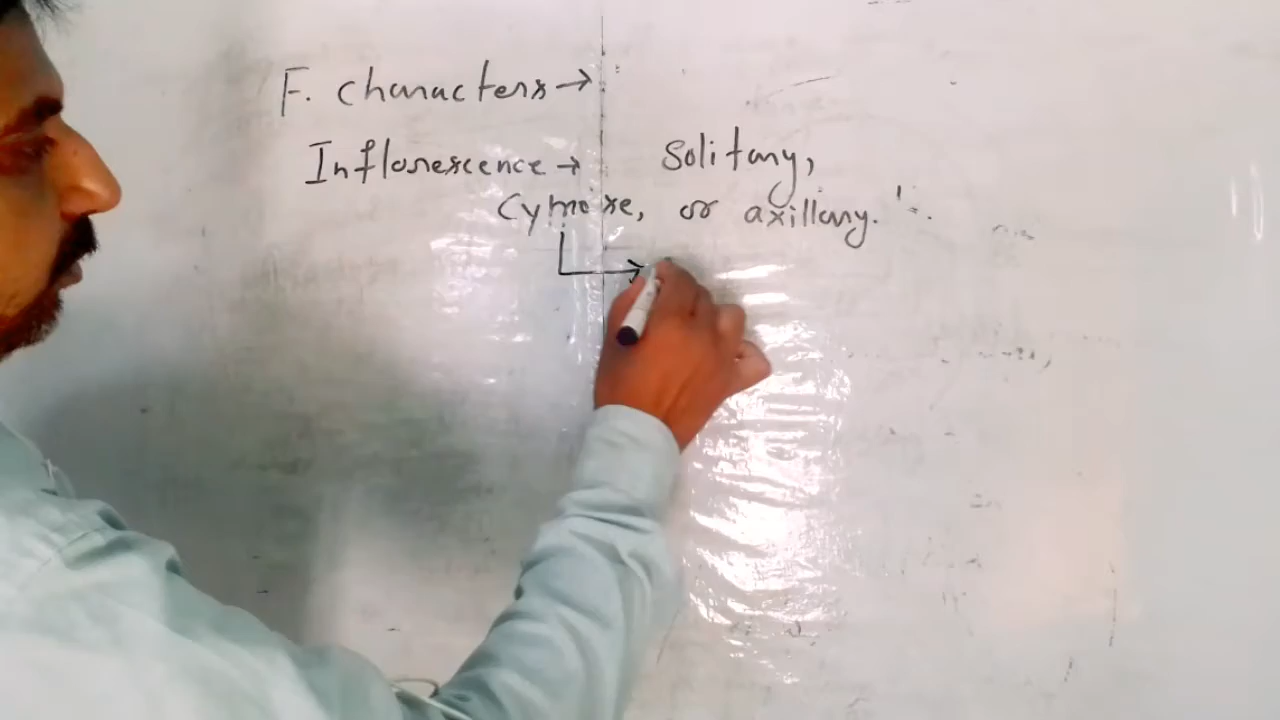 F. characters →
Inflorescence → Solitary,
Cymose, or axillary.